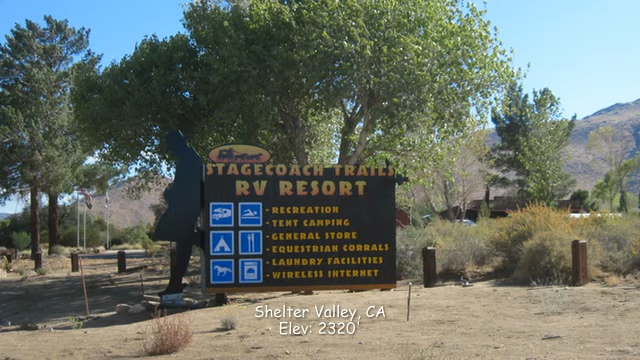 STAGECOACH TRAILS
RV RESORT
- RECREATION
- TENT CAMPING
- GENERAL STORE
- EQUESTRIAN CORRALS
- LAUNDRY FACILITIES
- WIRELESS INTERNET
Shelter Valley, CA
Elev: 2320'